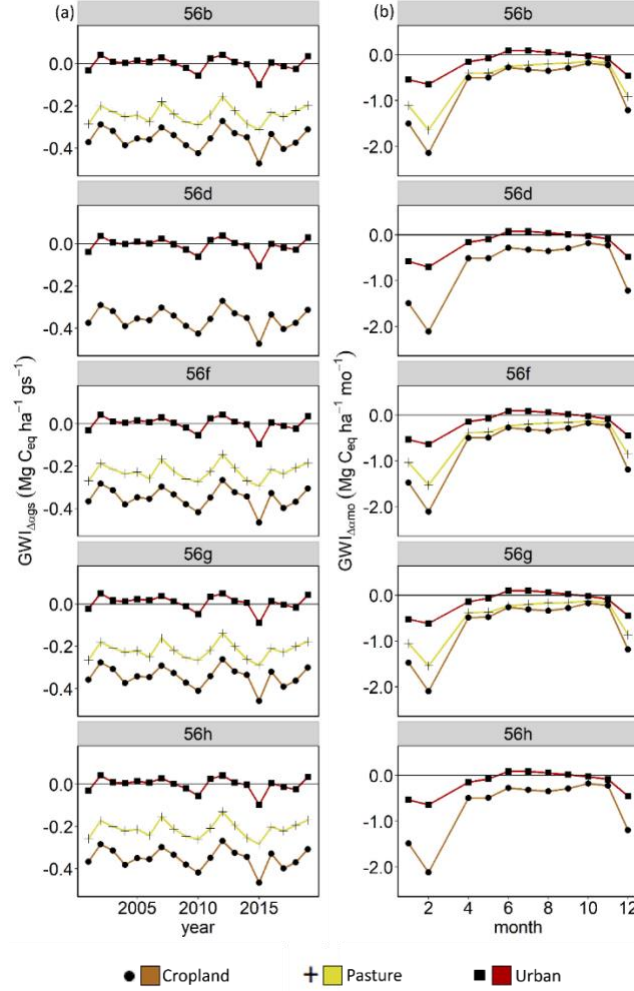 (a)
56b
0.0
-0.2
-0.4
56d
0.0
-0.2
-0.4
56f
0.0
-0.2
-0.4
56g
0.0
-0.2
-0.4
56h
0.0
-0.2
-0.4
2005 2010 2015
year
GWI Δαgs (Mg Ceq ha⁻¹ gs⁻¹)
(b)
56b
0.0
-1.0
-2.0
56d
0.0
-1.0
-2.0
56f
0.0
-1.0
-2.0
56g
0.0
-1.0
-2.0
56h
0.0
-1.0
-2.0
2 4 6 8 10 12
month
GWI Δαmo (Mg Ceq ha⁻¹ mo⁻¹)
Cropland Pasture Urban